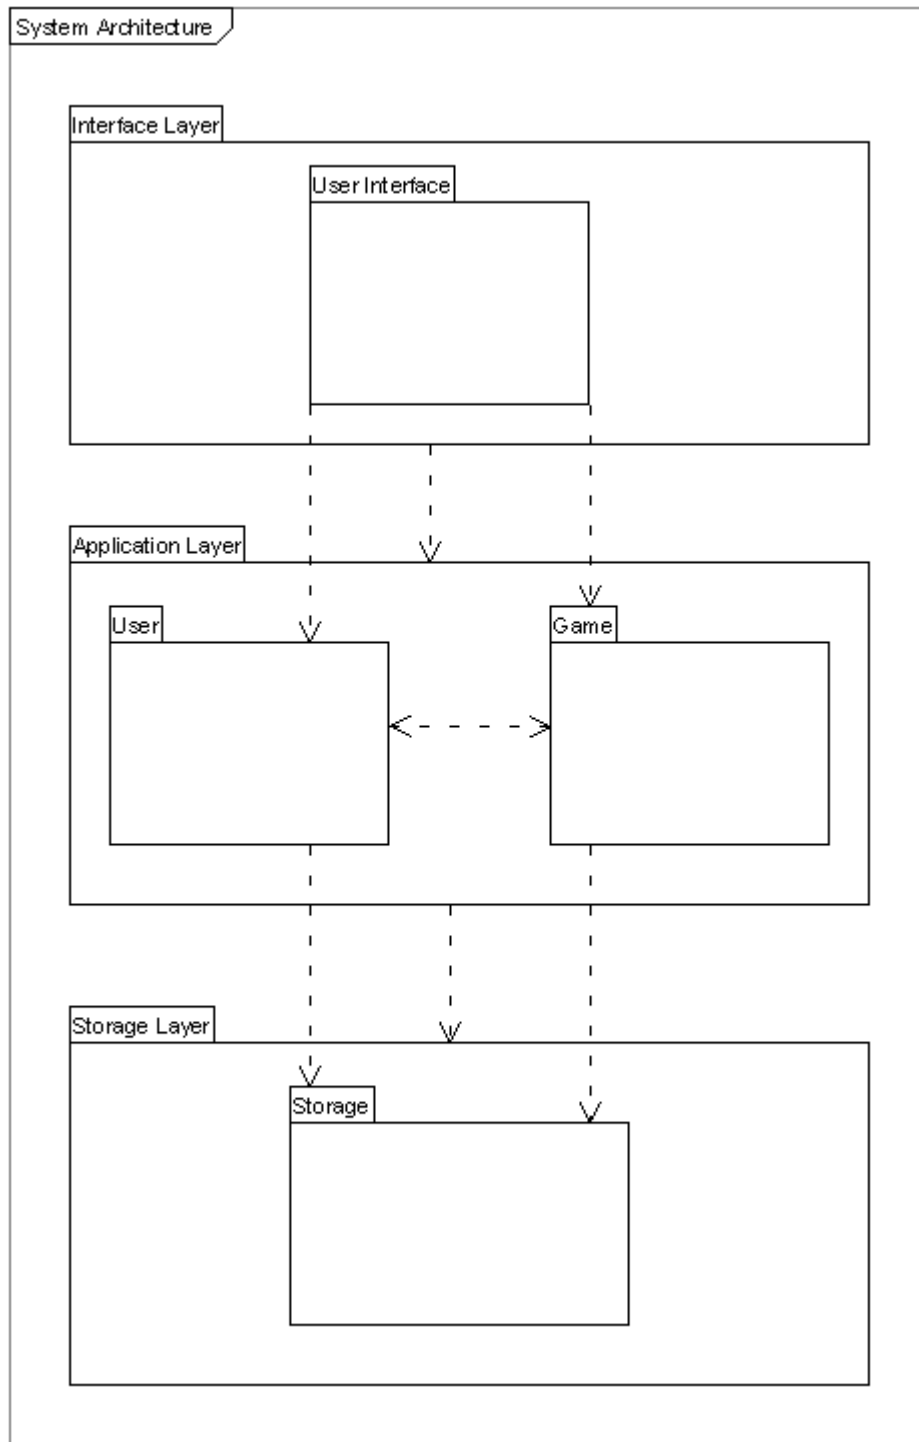 System Architecture
Interface Layer
User Interface
Application Layer
User
Game
Storage Layer
Storage